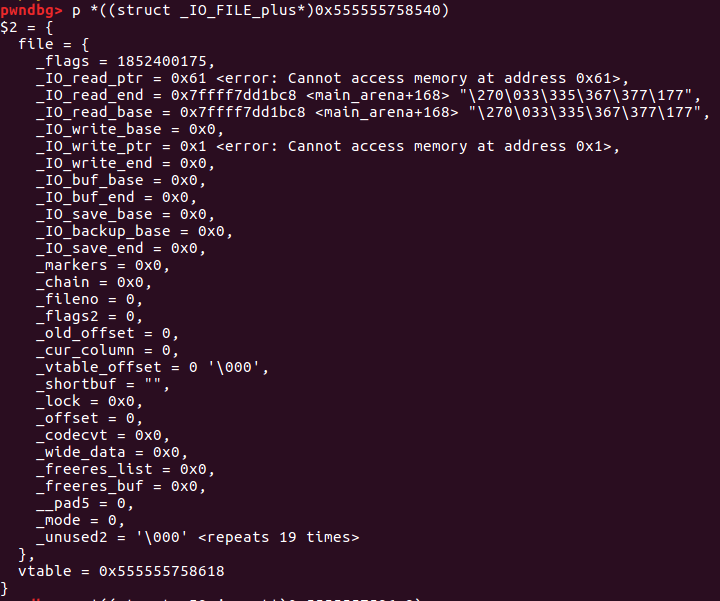 pwndbg> p *((struct _IO_FILE_plus*)0x555555758540)
$2 = {
  file = {
    _flags = 1852400175,
    _IO_read_ptr = 0x61 <error: Cannot access memory at address 0x61>,
    _IO_read_end = 0x7ffff7dd1bc8 <main_arena+168> "\270\033\335\367\377\177",
    _IO_read_base = 0x7ffff7dd1bc8 <main_arena+168> "\270\033\335\367\377\177",
    _IO_write_base = 0x0,
    _IO_write_ptr = 0x1 <error: Cannot access memory at address 0x1>,
    _IO_write_end = 0x0,
    _IO_buf_base = 0x0,
    _IO_buf_end = 0x0,
    _IO_save_base = 0x0,
    _IO_backup_base = 0x0,
    _IO_save_end = 0x0,
    _markers = 0x0,
    _chain = 0x0,
    _fileno = 0,
    _flags2 = 0,
    _old_offset = 0,
    _cur_column = 0,
    _vtable_offset = 0 '\000',
    _shortbuf = "",
    _lock = 0x0,
    _offset = 0,
    _codecvt = 0x0,
    _wide_data = 0x0,
    _freeres_list = 0x0,
    _freeres_buf = 0x0,
    __pad5 = 0,
    _mode = 0,
    _unused2 = '\000' <repeats 19 times>
  },
  vtable = 0x555555758618
}